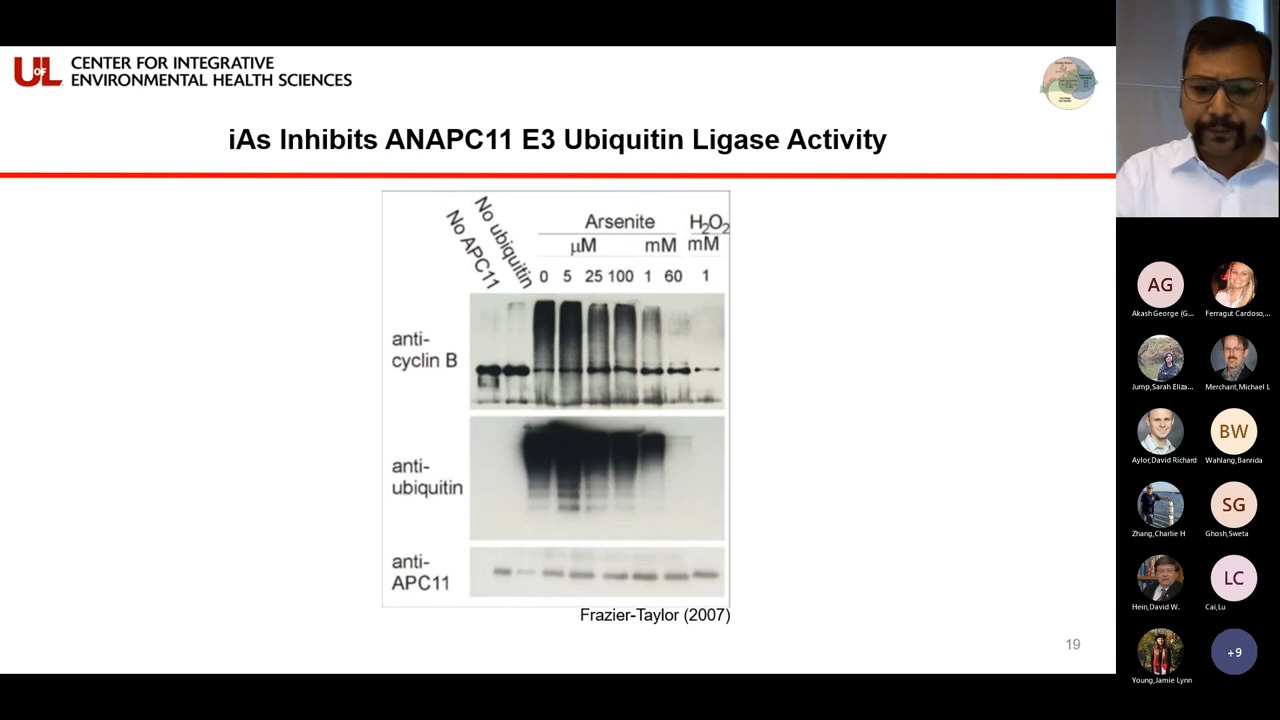 UofL CENTER FOR INTEGRATIVE
ENVIRONMENTAL HEALTH SCIENCES
iAs Inhibits ANAPC11 E3 Ubiquitin Ligase Activity
No APC11
No ubiquitin
Arsenite H₂O₂
µM mM mM
0 5 25 100 1 60 1
anti-
cyclin B
anti-
ubiquitin
anti-
APC11
Frazier-Taylor (2007)
19
AG
Akash George (G...
Ferragut Cardoso,...
Jump,Sarah Eliza...
Merchant,Michael L
Aylor,David Richard
BW
Wahlang,Banrida
Zhang,Charlie H
SG
Ghosh,Sweta
Hein,David W.
LC
Cai,Lu
Young,Jamie Lynn
+9